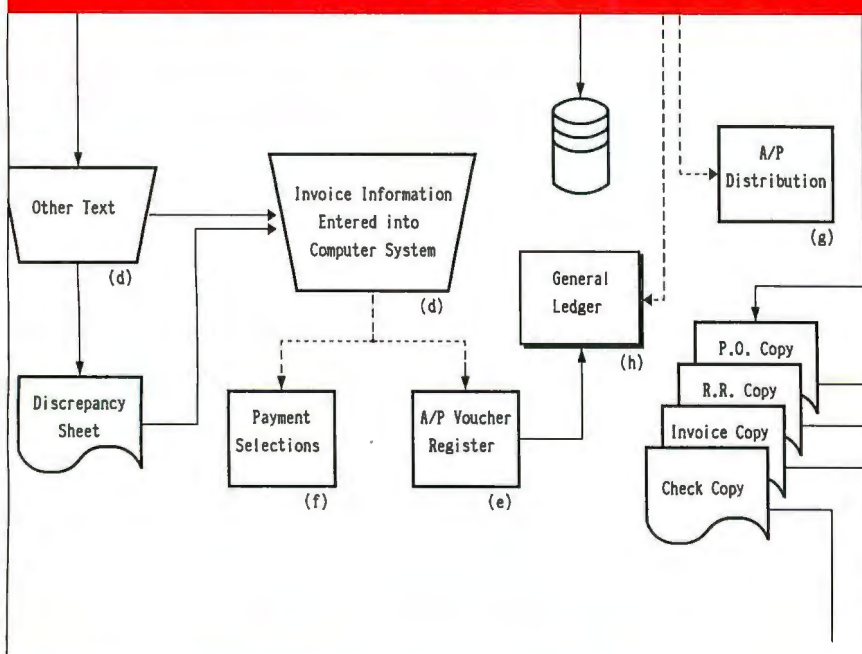 A/P
Distribution
(g)
Other Text
(d)
Invoice Information
Entered into
Computer System
(d)
General
Ledger
(h)
P.O. Copy
R.R. Copy
Invoice Copy
Check Copy
Discrepancy
Sheet
Payment
Selections
(f)
A/P Voucher
Register
(e)